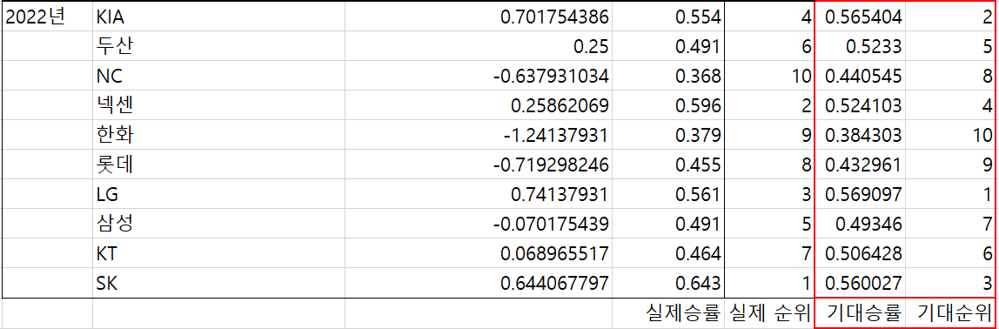 2022년 KIA 0.701754386 0.554 4 0.565404 2
두산 0.25 0.491 6 0.5233 5
NC -0.637931034 0.368 10 0.440545 8
넥센 0.25862069 0.596 2 0.524103 4
한화 -1.24137931 0.379 9 0.384303 10
롯데 -0.719298246 0.455 8 0.432961 9
LG 0.74137931 0.561 3 0.569097 1
삼성 -0.070175439 0.491 5 0.49346 7
KT 0.068965517 0.464 7 0.506428 6
SK 0.644067797 0.643 1 0.560027 3
실제승률 실제 순위 기대승률 기대순위